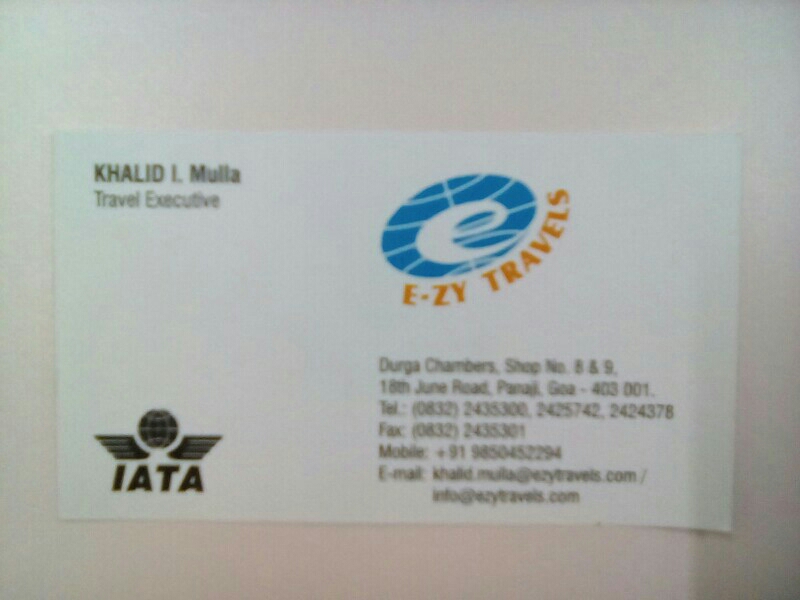 KHALID I. Mulla
Travel Executive
e
E-ZY TRAVELS
Durga Chambers, Shop No. 8 & 9,
18th June Road, Panaji, Goa - 403 001.
Tel.: (0832) 2435300, 2425742, 2424378
Fax: (0832) 2435301
Mobile: +91 9850452294
E-mail: khalid.mulla@ezytravels.com /
info@ezytravels.com
IATA